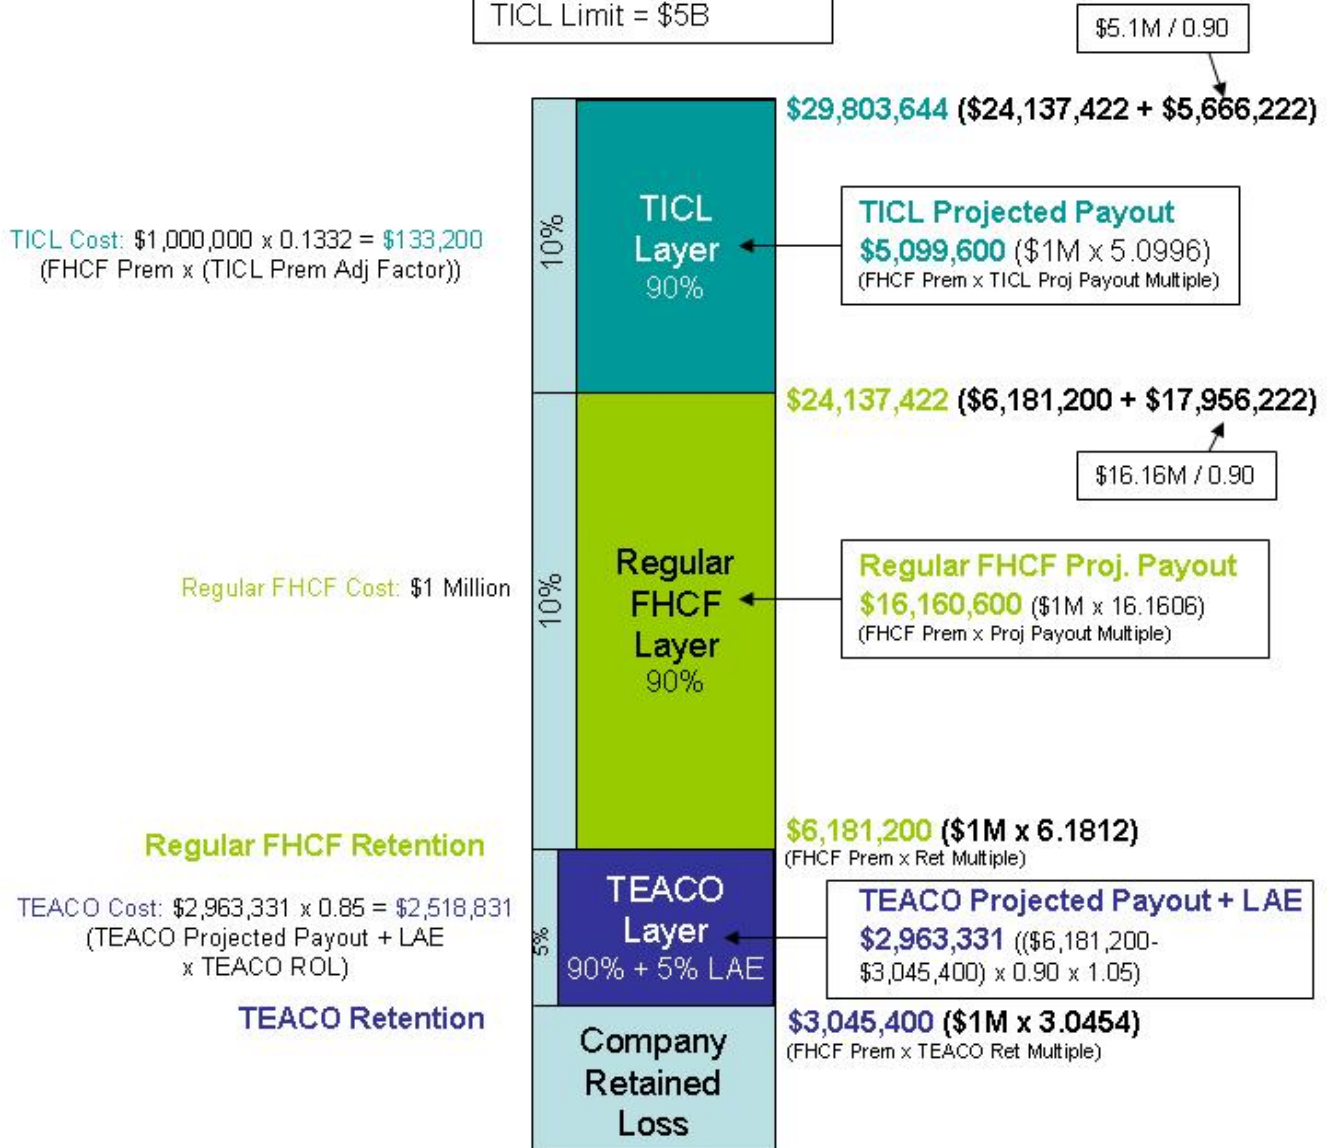 TICL Limit = $5B
$5.1M / 0.90
$29,803,644 ($24,137,422 + $5,666,222)
10%
TICL
Layer
90%
TICL Projected Payout
$5,099,600 ($1M x 5.0996)
(FHCF Prem x TICL Proj Payout Multiple)
TICL Cost: $1,000,000 x 0.1332 = $133,200
(FHCF Prem x (TICL Prem Adj Factor))
$24,137,422 ($6,181,200 + $17,956,222)
$16.16M / 0.90
Regular FHCF Cost: $1 Million
10%
Regular
FHCF
Layer
90%
Regular FHCF Proj. Payout
$16,160,600 ($1M x 16.1606)
(FHCF Prem x Proj Payout Multiple)
Regular FHCF Retention
$6,181,200 ($1M x 6.1812)
(FHCF Prem x Ret Multiple)
TEACO Cost: $2,963,331 x 0.85 = $2,518,831
(TEACO Projected Payout + LAE
x TEACO ROL)
5%
TEACO
Layer
90% + 5% LAE
TEACO Projected Payout + LAE
$2,963,331 (($6,181,200-
$3,045,400) x 0.90 x 1.05)
TEACO Retention
$3,045,400 ($1M x 3.0454)
(FHCF Prem x TEACO Ret Multiple)
Company
Retained
Loss